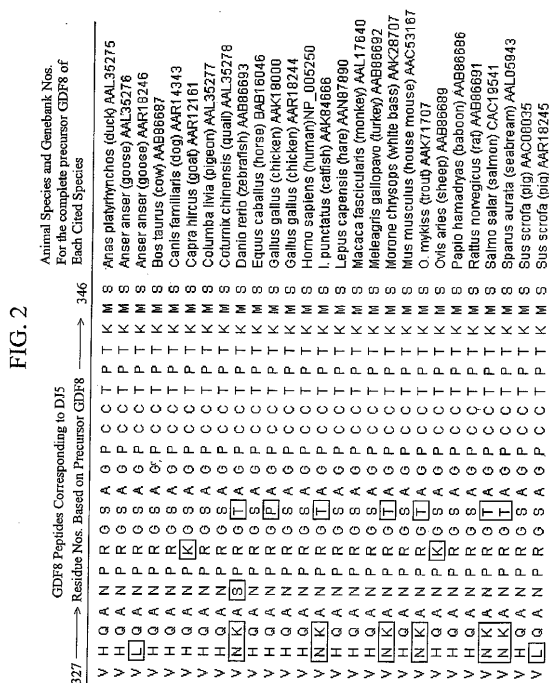 FIG. 2
GDF8 Peptides Corresponding to DJ5
327 → Residue Nos. Based on Precursor GDF8 → 346
Animal Species and Genebank Nos.
For the complete precursor GDF8 of
Each Cited Species
V H Q A N P R G S A G P C C T P T K M S Anas platyrhynchos (duck) AAL35275
V H Q A N P R G S A G P C C T P T K M S Anser anser (goose) AAL35276
V L Q A N P R G S A G P C C T P T K M S Anser anser (goose) AAR18246
V H Q A N P R G S A G P C C T P T K M S Bos taurus (cow) AAB86687
V H Q A N P R G S A G P C C T P T K M S Canis familliaris (dog) AAR14343
V H Q A N P K G S A G P C C T P T K M S Capra hircus (goat) AAR12161
V H Q A N P R G S A G P C C T P T K M S Columba livia (pigeon) AAL35277
V H Q A N P R G S A G P C C T P T K M S Coturnix chinensis (quail) AAL35278
V N K A S P R G T A G P C C T P T K M S Danio rerio (zebrafish) AAB86693
V H Q A N P R G S A G P C C T P T K M S Equus caballus (horse) BAB16046
V H Q A N P R G P A G P C C T P T K M S Gallus gallus (chicken) AAK18000
V H Q A N P R G S A G P C C T P T K M S Gallus gallus (chicken) AAR18244
V H Q A N P R G S A G P C C T P T K M S Homo sapiens (human)NP_005250
V N K A N P R G T A G P C C T P T K M S I. punctatus (catfish) AAK84666
V H Q A N P R G S A G P C C T P T K M S Lepus capensis (hare) AAN87890
V H Q A N P R G S A G P C C T P T K M S Macaca fascicularis (monkey) AAL17640
V H Q A N P R G S A G P C C T P T K M S Meleagris gallopavo (turkey) AAB86692
V N K A N P R G T A G P C C T P T K M S Morone chrysops (white bass) AAK28707
V H Q A N P R G S A G P C C T P T K M S Mus musculus (house mouse) AAC53167
V N K A N P R G T A G P C C T P T K M S O. mykiss (trout) AAK71707
V H Q A N P K G S A G P C C T P T K M S Ovis aries (sheep) AAB86689
V H Q A N P R G S A G P C C T P T K M S Papio hamadryas (baboon) AAB86686
V H Q A N P R G S A G P C C T P T K M S Rattus norwegicus (rat) AAB86691
V N K A N P R G T A G P C C T P T K M S Salmo salar (salmon) CAC19541
V N K A N P R G T A G P C C T P T K M S Sparus aurata (seabream) AAL05943
V H Q A N P R G S A G P C C T P T K M S Sus scrofa (pig) AAC08035
V L Q A N P R G S A G P C C T P T K M S Sus scrofa (pig) AAR18245